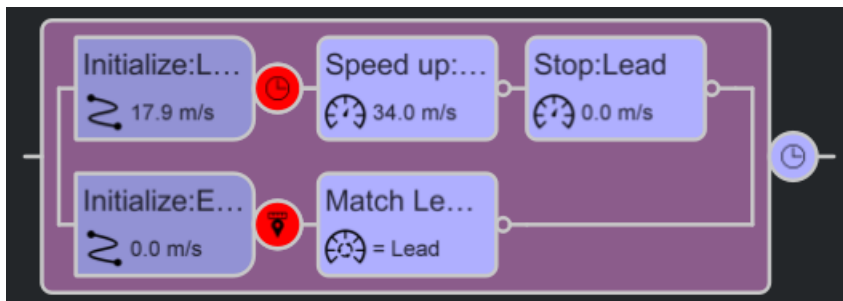 Initialize:L...
17.9 m/s
Speed up:...
34.0 m/s
Stop:Lead
0.0 m/s
Initialize:E...
0.0 m/s
Match Le...
= Lead